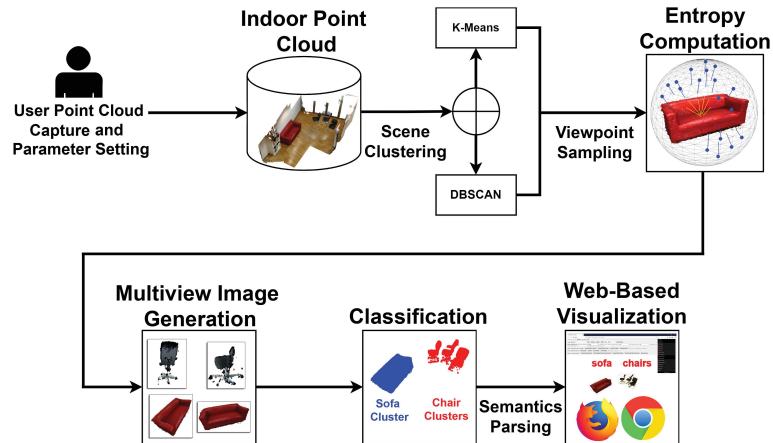 User Point Cloud
Capture and
Parameter Setting
Indoor Point
Cloud
Scene
Clustering
K-Means
DBSCAN
Viewpoint
Sampling
Entropy
Computation
Multiview Image
Generation
Classification
Sofa
Cluster
Chair
Clusters
Semantics
Parsing
Web-Based
Visualization
sofa chairs